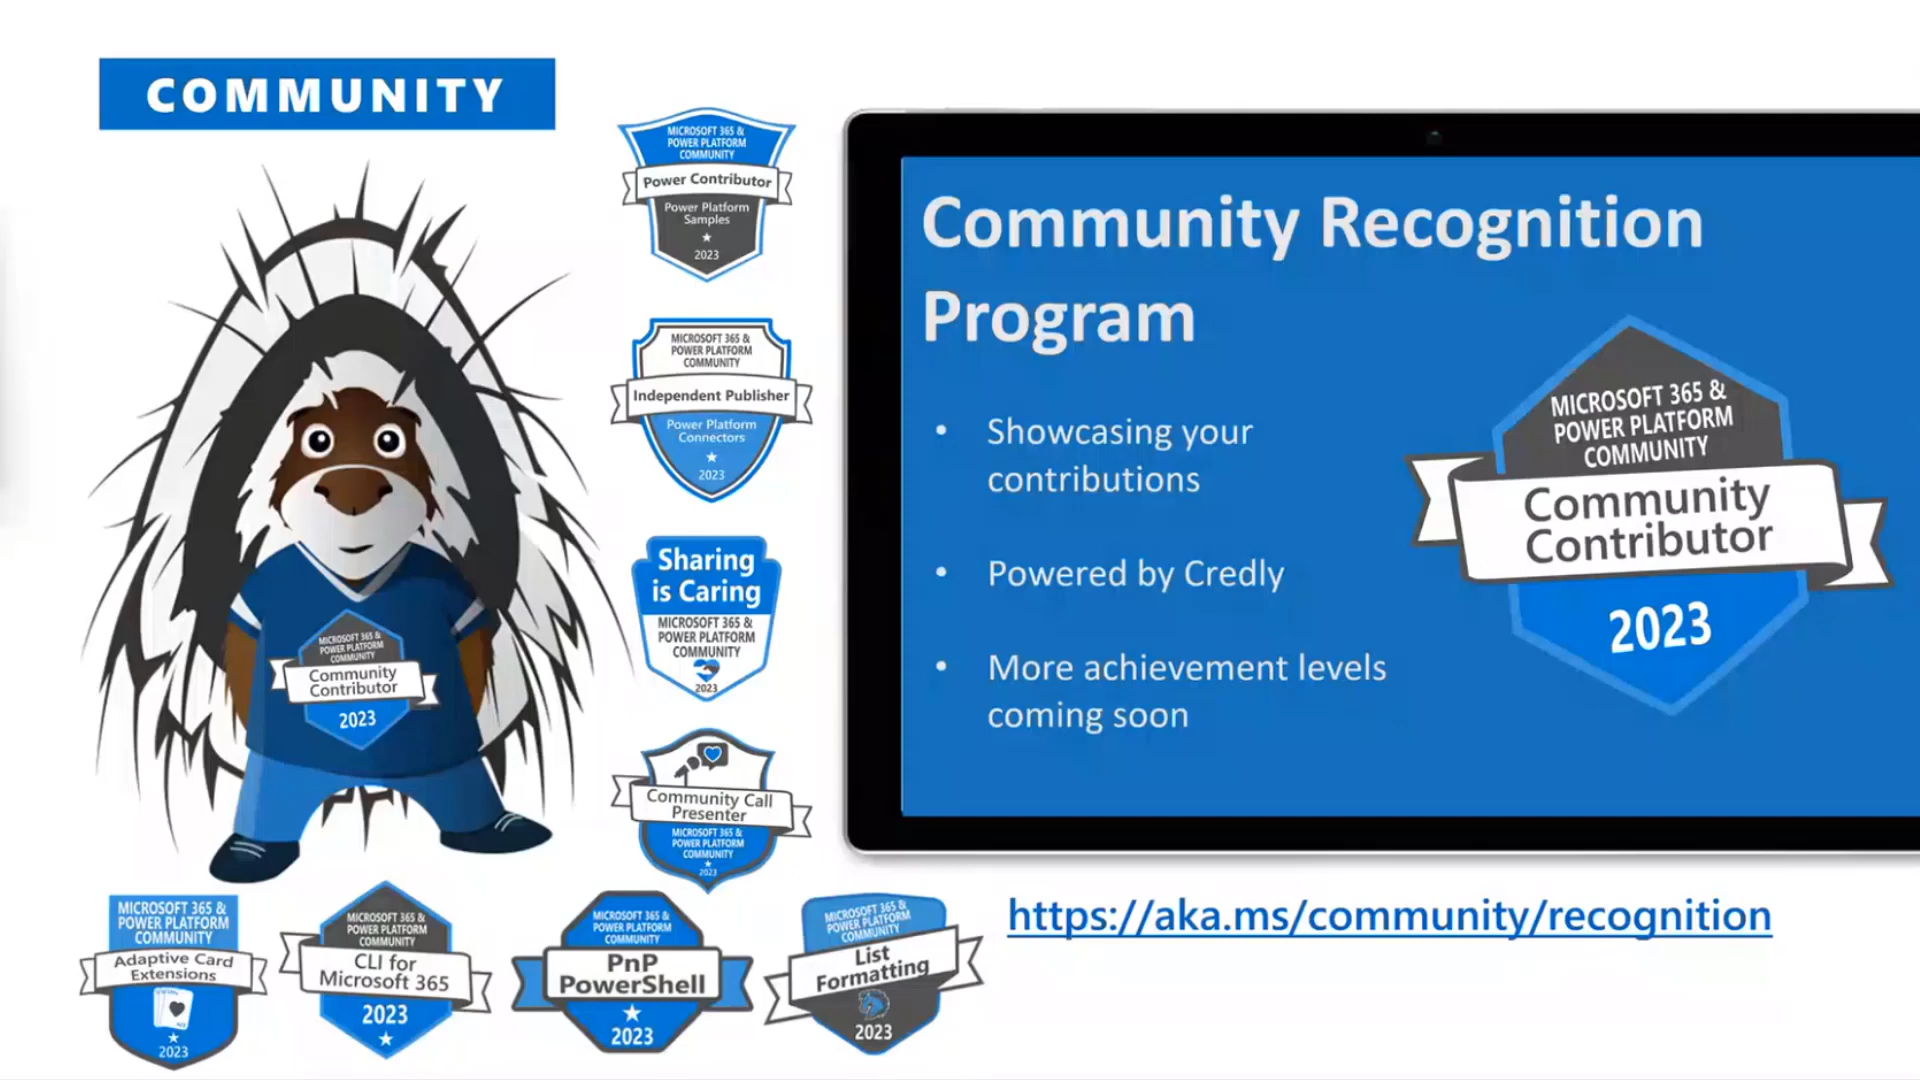 COMMUNITY
MICROSOFT 365 &
POWER PLATFORM
COMMUNITY
Power Contributor
Power Platform
Samples
2023
MICROSOFT 365 &
POWER PLATFORM
COMMUNITY
Independent Publisher
Power Platform
Connectors
2023
Sharing
is Caring
MICROSOFT 365 &
POWER PLATFORM
COMMUNITY
2023
Community Call
Presenter
MICROSOFT 365 &
POWER PLATFORM
COMMUNITY
2023
MICROSOFT 365 &
POWER PLATFORM
COMMUNITY
Community
Contributor
2023
MICROSOFT 365 &
POWER PLATFORM
COMMUNITY
Adaptive Card
Extensions
2023
MICROSOFT 365 &
POWER PLATFORM
COMMUNITY
CLI for
Microsoft 365
2023
MICROSOFT 365 &
POWER PLATFORM
COMMUNITY
PnP
PowerShell
2023
MICROSOFT 365 &
POWER PLATFORM
COMMUNITY
List
Formatting
2023
Community Recognition
Program
• Showcasing your
contributions
• Powered by Credly
• More achievement levels
coming soon
MICROSOFT 365 &
POWER PLATFORM
COMMUNITY
Community
Contributor
2023
https://aka.ms/community/recognition